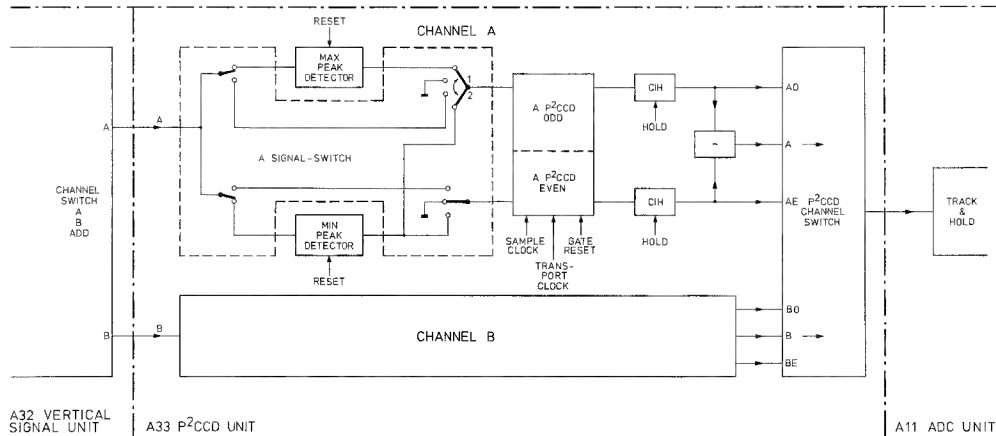 RESET
CHANNEL A
MAX
PEAK
DETECTOR
1
2
A P²CCD
ODD
A P²CCD
EVEN
CIH
HOLD
AO
~
A
A
A
A SIGNAL-SWITCH
CHANNEL
SWITCH
A
B
ADD
MIN
PEAK
DETECTOR
RESET
SAMPLE
CLOCK
TRANS-
PORT
CLOCK
GATE
RESET
CIH
HOLD
AE
P²CCD
CHANNEL
SWITCH
TRACK
&
HOLD
B
B
CHANNEL B
BO
B
BE
A32 VERTICAL
SIGNAL UNIT
A33 P²CCD UNIT
A11 ADC UNIT